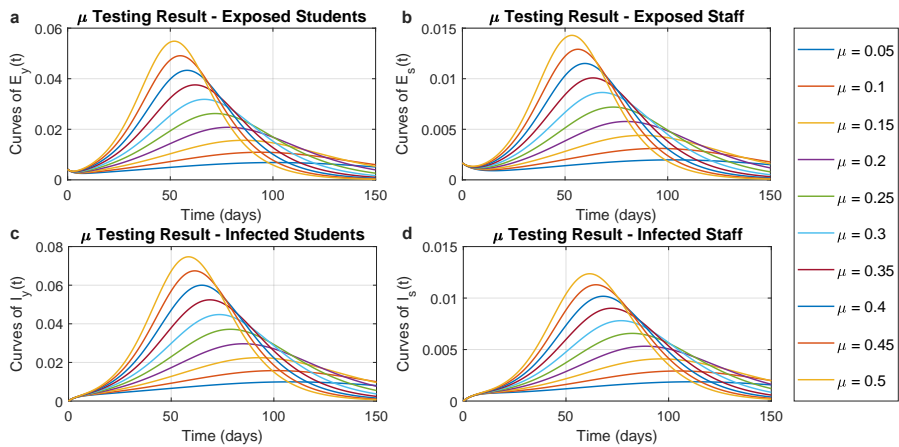 a
μ Testing Result - Exposed Students
Curves of E_y(t)
0.06
0.04
0.02
0
0
50
100
150
Time (days)
b
μ Testing Result - Exposed Staff
Curves of E_s(t)
0.015
0.01
0.005
0
0
50
100
150
Time (days)
c
μ Testing Result - Infected Students
Curves of I_y(t)
0.08
0.06
0.04
0.02
0
0
50
100
150
Time (days)
d
μ Testing Result - Infected Staff
Curves of I_s(t)
0.015
0.01
0.005
0
0
50
100
150
Time (days)
μ = 0.05
μ = 0.1
μ = 0.15
μ = 0.2
μ = 0.25
μ = 0.3
μ = 0.35
μ = 0.4
μ = 0.45
μ = 0.5